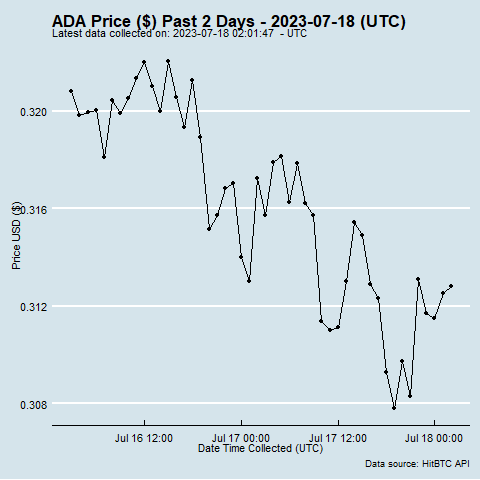 ADA Price ($) Past 2 Days - 2023-07-18 (UTC)
Latest data collected on: 2023-07-18 02:01:47  - UTC
0.320
0.316
0.312
0.308
Price USD ($)
Jul 16 12:00
Jul 17 00:00
Jul 17 12:00
Jul 18 00:00
Date Time Collected (UTC)
Data source: HitBTC API